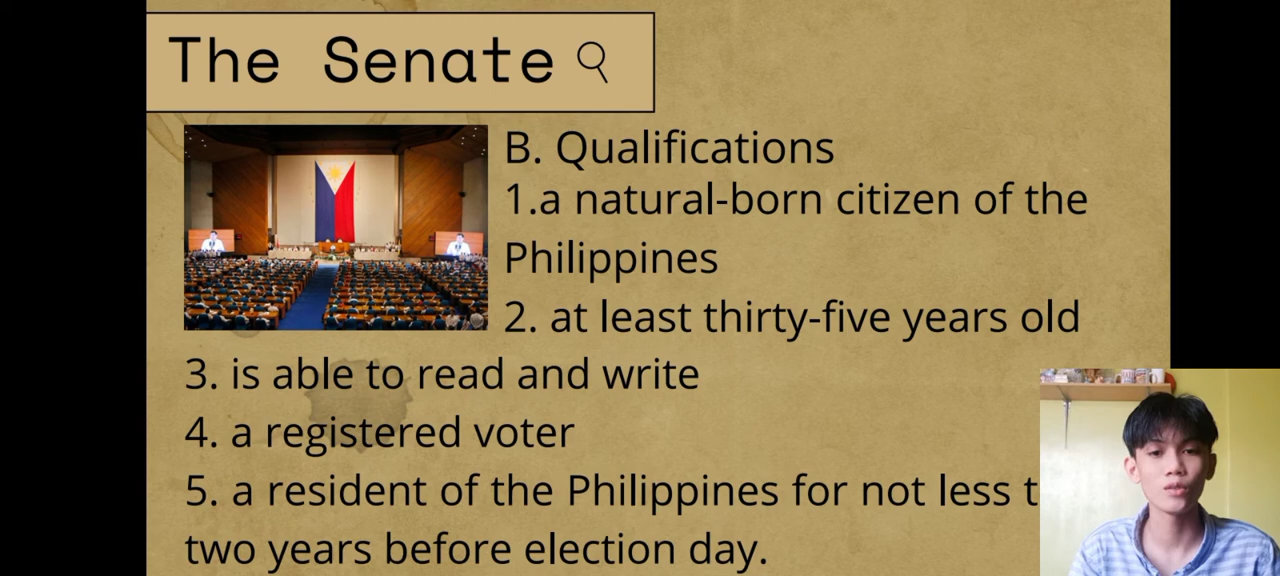 The Senate
B. Qualifications
1.a natural-born citizen of the
Philippines
2. at least thirty-five years old
3. is able to read and write
4. a registered voter
5. a resident of the Philippines for not less t
two years before election day.